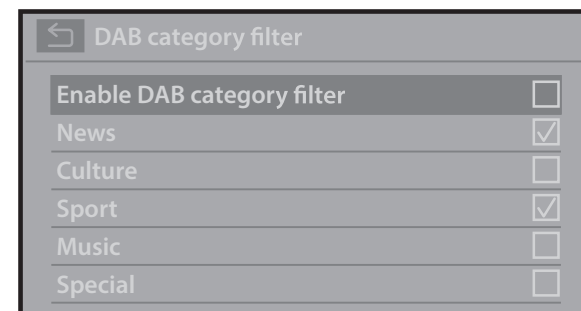 DAB category filter
Enable DAB category filter
News
Culture
Sport
Music
Special